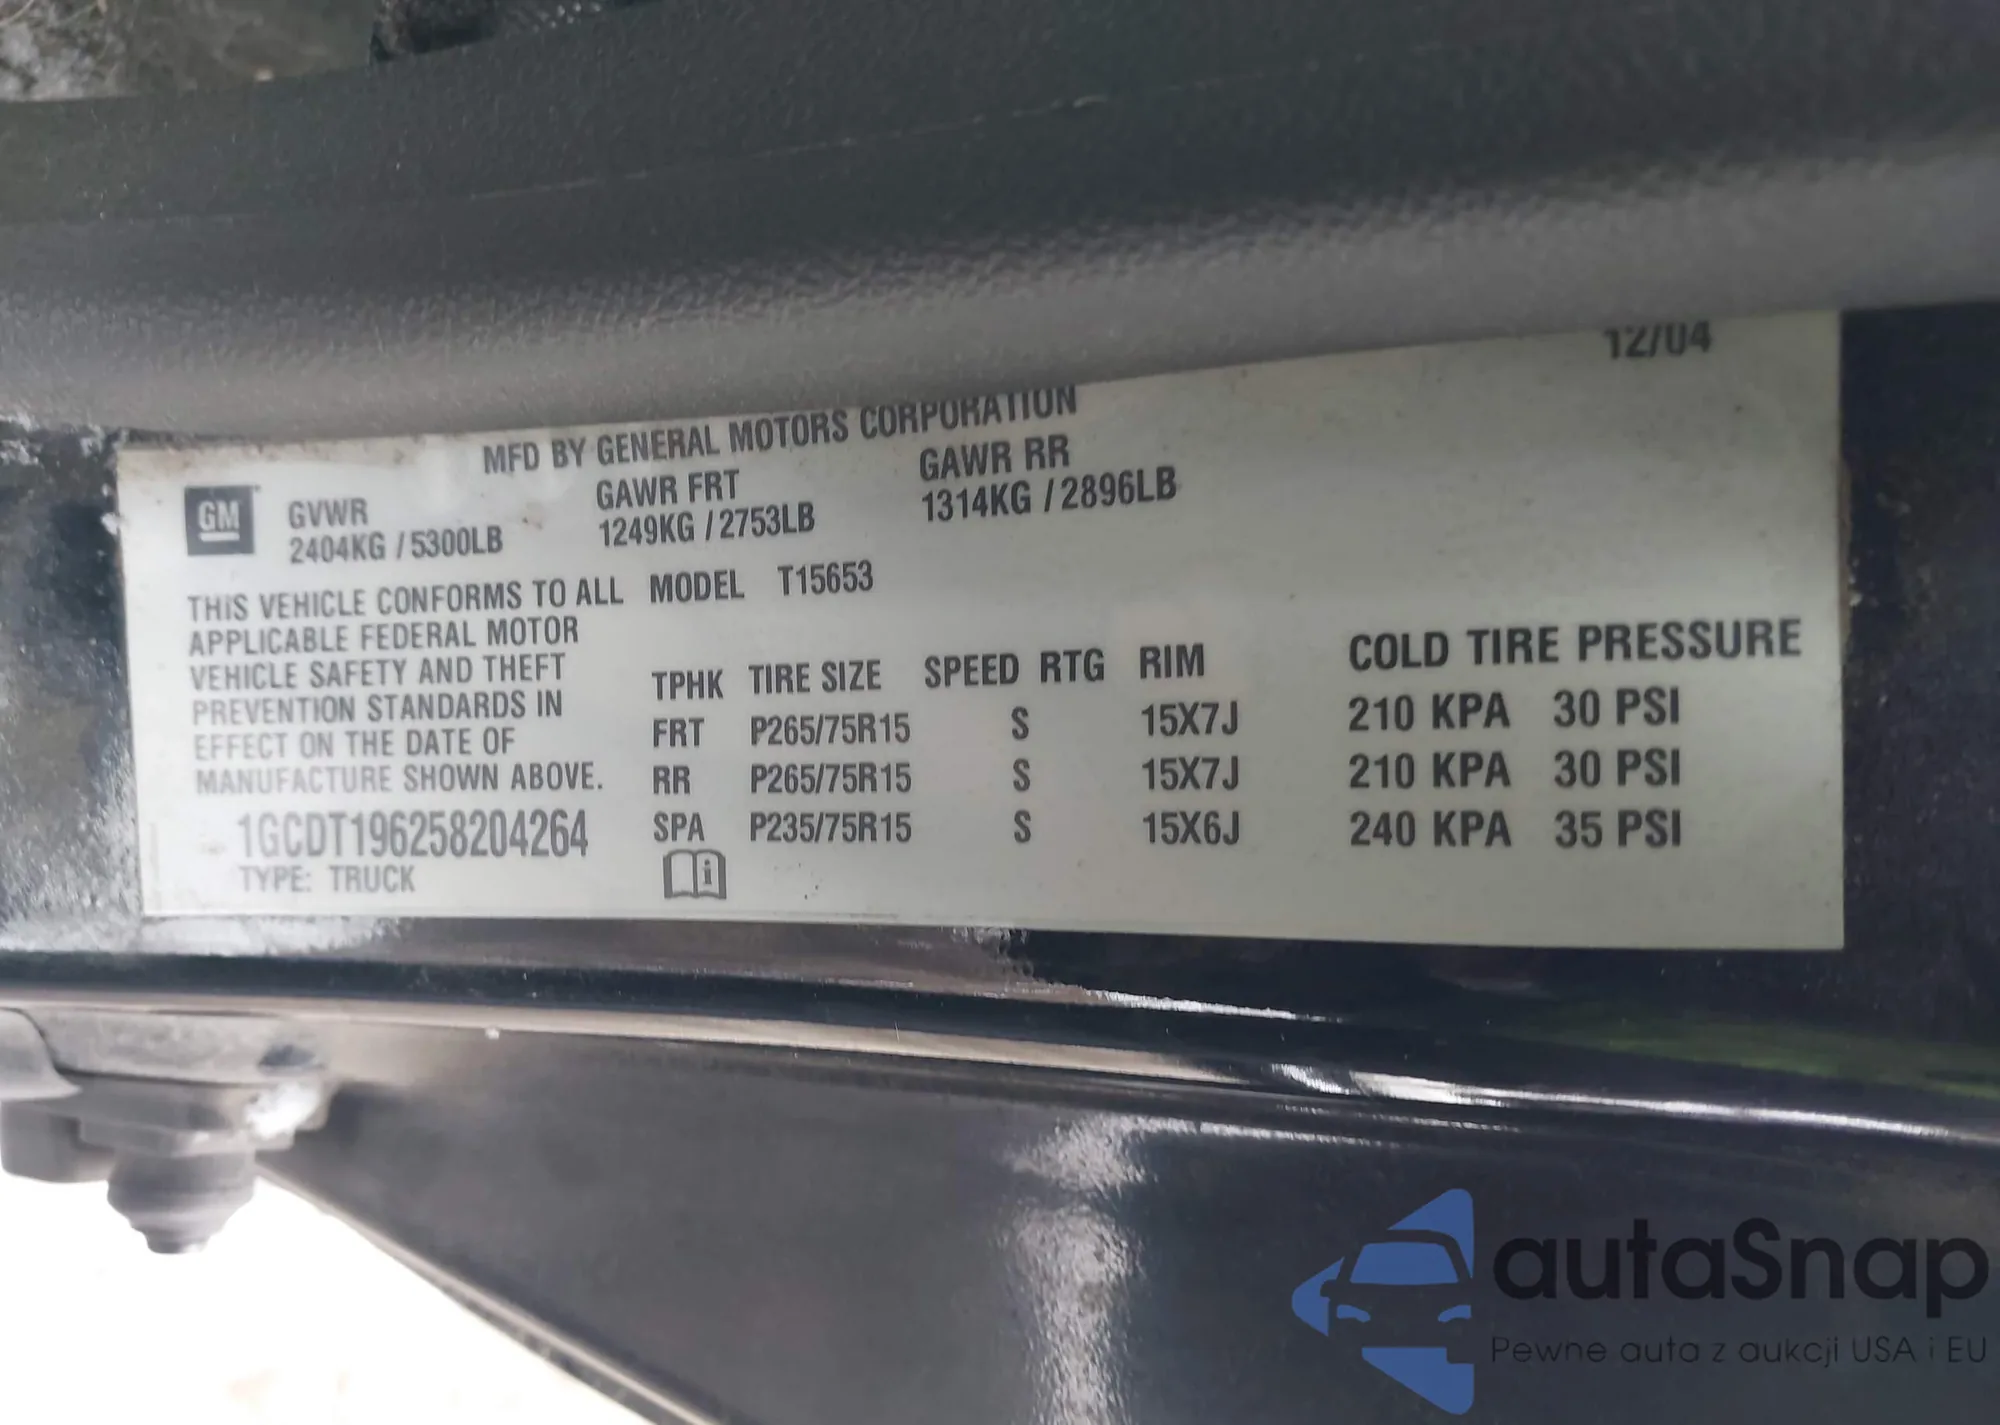 12/04
MFD BY GENERAL MOTORS CORPORATION
GM
GVWR
GAWR FRT
GAWR RR
2404KG / 5300LB
1249KG / 2753LB
1314KG / 2896LB
THIS VEHICLE CONFORMS TO ALL
APPLICABLE FEDERAL MOTOR
VEHICLE SAFETY AND THEFT
PREVENTION STANDARDS IN
EFFECT ON THE DATE OF
MANUFACTURE SHOWN ABOVE.
1GCDT196258204264
TYPE: TRUCK
MODEL T15653
TPHK TIRE SIZE SPEED RTG RIM COLD TIRE PRESSURE
FRT P265/75R15 S 15X7J 210 KPA 30 PSI
RR P265/75R15 S 15X7J 210 KPA 30 PSI
SPA P235/75R15 S 15X6J 240 KPA 35 PSI
i
autaSnap
Pewne auta z aukcji USA i EU